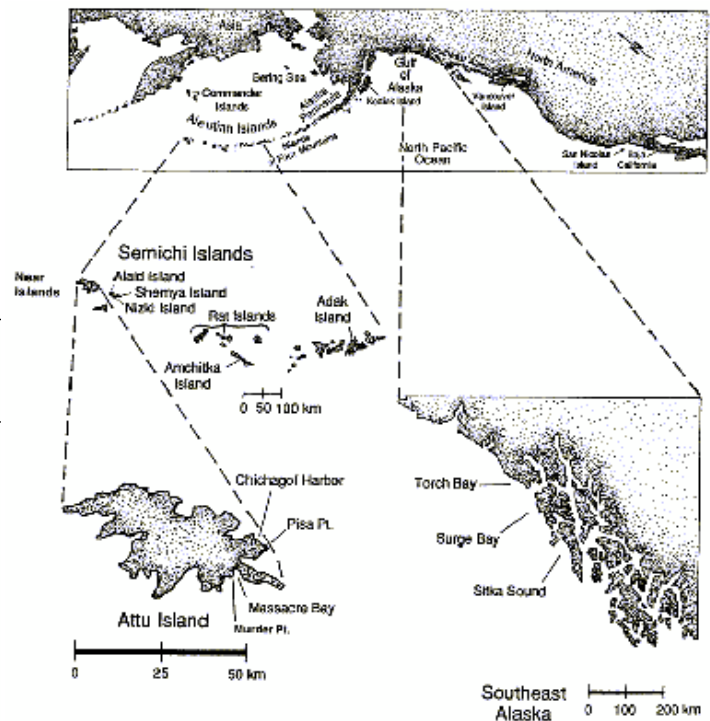 Asia
Bering Sea
Commander
Islands
Aleutian Islands
Alaska
Peninsula
Islands
Four Mountains
Gulf
of
Alaska
Kodiak Island
North America
Vancouver
Island
North Pacific
Ocean
San Nicolas
Island
Baja
California
Semichi Islands
Near
Islands
Alaid Island
Shemya Island
Nizki Island
Rat Islands
Adak
Island
Amchitka
Island
0 50 100 km
Chichagof Harbor
Pisa Pt.
Massacre Bay
Murder Pt.
Attu Island
0 25 50 km
Torch Bay
Surge Bay
Sitka Sound
Southeast
Alaska
0 100 200 km